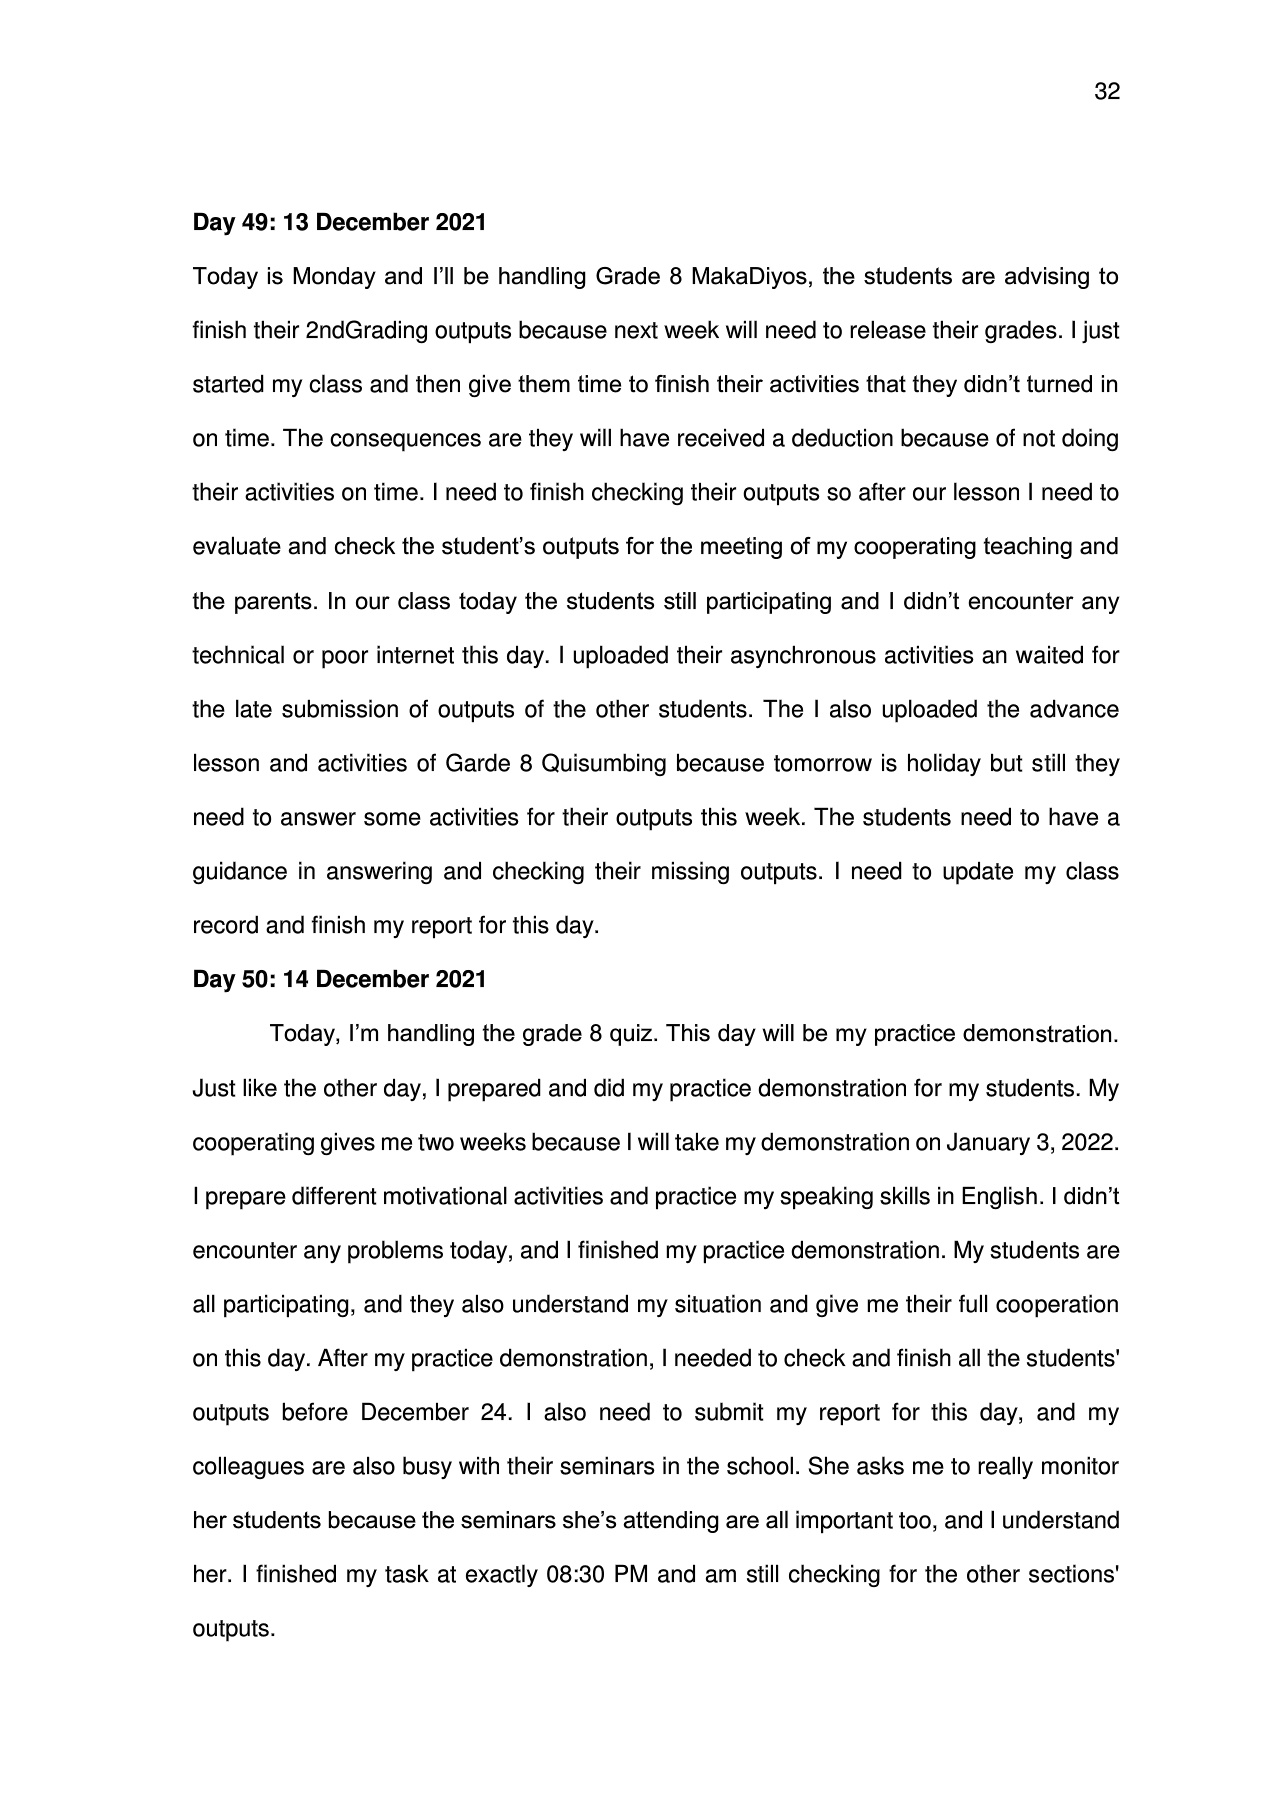 32
Day 49: 13 December 2021
Today is Monday and I’ll be handling Grade 8 MakaDiyos, the students are advising to
finish their 2ndGrading outputs because next week will need to release their grades. I just
started my class and then give them time to finish their activities that they didn’t turned in
on time. The consequences are they will have received a deduction because of not doing
their activities on time. I need to finish checking their outputs so after our lesson I need to
evaluate and check the student’s outputs for the meeting of my cooperating teaching and
the parents. In our class today the students still participating and I didn’t encounter any
technical or poor internet this day. I uploaded their asynchronous activities an waited for
the late submission of outputs of the other students. The I also uploaded the advance
lesson and activities of Garde 8 Quisumbing because tomorrow is holiday but still they
need to answer some activities for their outputs this week. The students need to have a
guidance in answering and checking their missing outputs. I need to update my class
record and finish my report for this day.
Day 50: 14 December 2021
Today, I’m handling the grade 8 quiz. This day will be my practice demonstration.
Just like the other day, I prepared and did my practice demonstration for my students. My
cooperating gives me two weeks because I will take my demonstration on January 3, 2022.
I prepare different motivational activities and practice my speaking skills in English. I didn’t
encounter any problems today, and I finished my practice demonstration. My students are
all participating, and they also understand my situation and give me their full cooperation
on this day. After my practice demonstration, I needed to check and finish all the students'
outputs before December 24. I also need to submit my report for this day, and my
colleagues are also busy with their seminars in the school. She asks me to really monitor
her students because the seminars she’s attending are all important too, and I understand
her. I finished my task at exactly 08:30 PM and am still checking for the other sections'
outputs.